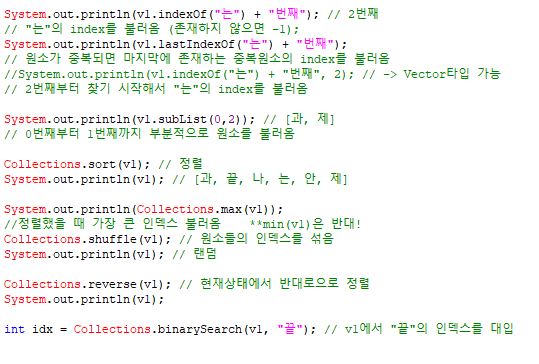 System.out.println(v1.indexOf("는") + "번째"); // 2번째
// "는"의 index를 불러옴 (존재하지 않으면 -1);
System.out.println(v1.lastIndexOf("는") + "번째");
// 원소가 중복되면 마지막에 존재하는 중복원소의 index를 불러옴
//System.out.println(v1.indexOf("는") + "번째", 2); // -> Vector타입 가능
// 2번째부터 찾기 시작해서 "는"의 index를 불러옴
System.out.println(v1.subList(0,2)); // [과, 제]
// 0번째부터 1번째까지 부분적으로 원소를 불러옴
Collections.sort(v1); // 정렬
System.out.println(v1); // [과, 끝, 나, 는, 안, 제]
System.out.println(Collections.max(v1));
//정렬했을 때 가장 큰 인덱스 불러옴    **min(v1)은 반대!
Collections.shuffle(v1); // 원소들의 인덱스를 섞음
System.out.println(v1); // 랜덤
Collections.reverse(v1); // 현재상태에서 반대로으로 정렬
System.out.println(v1);
int idx = Collections.binarySearch(v1, "끝"); // v1에서 "끝"의 인덱스를 대입